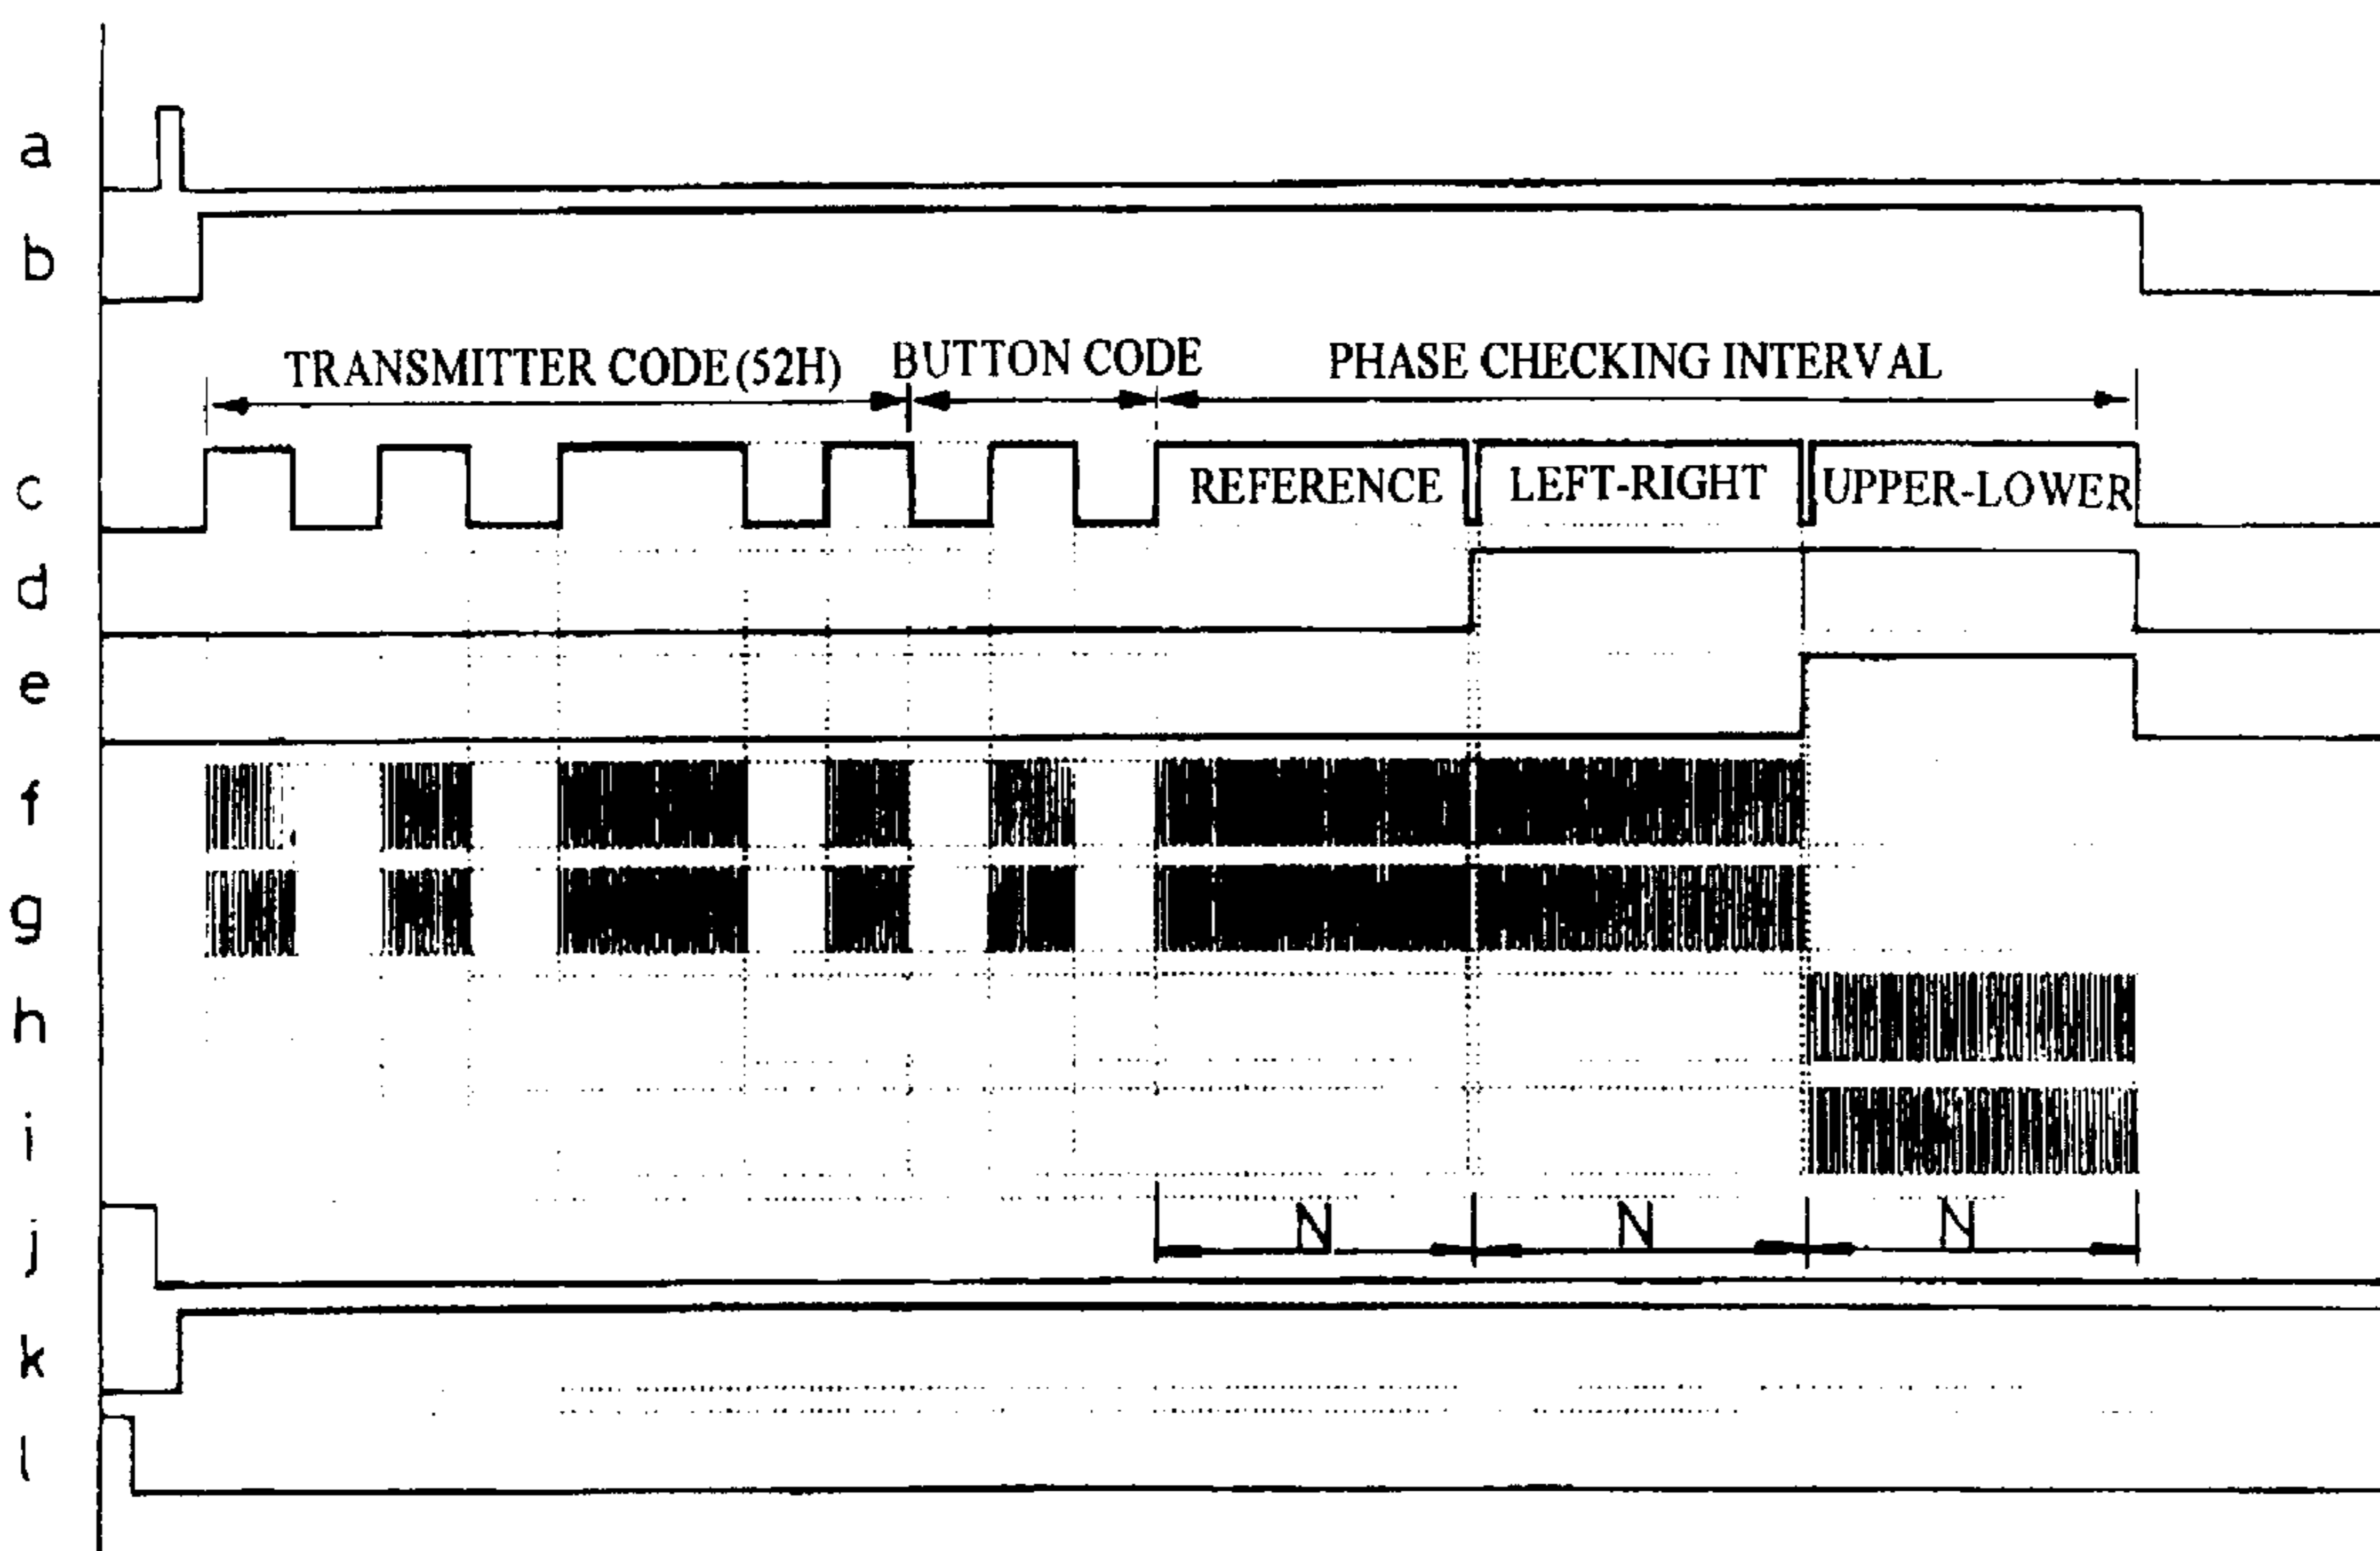 a
b
TRANSMITTER CODE (52H) BUTTON CODE PHASE CHECKING INTERVAL
c REFERENCE LEFT-RIGHT UPPER-LOWER
d
e
f
g
h
i
j N N N
k
l